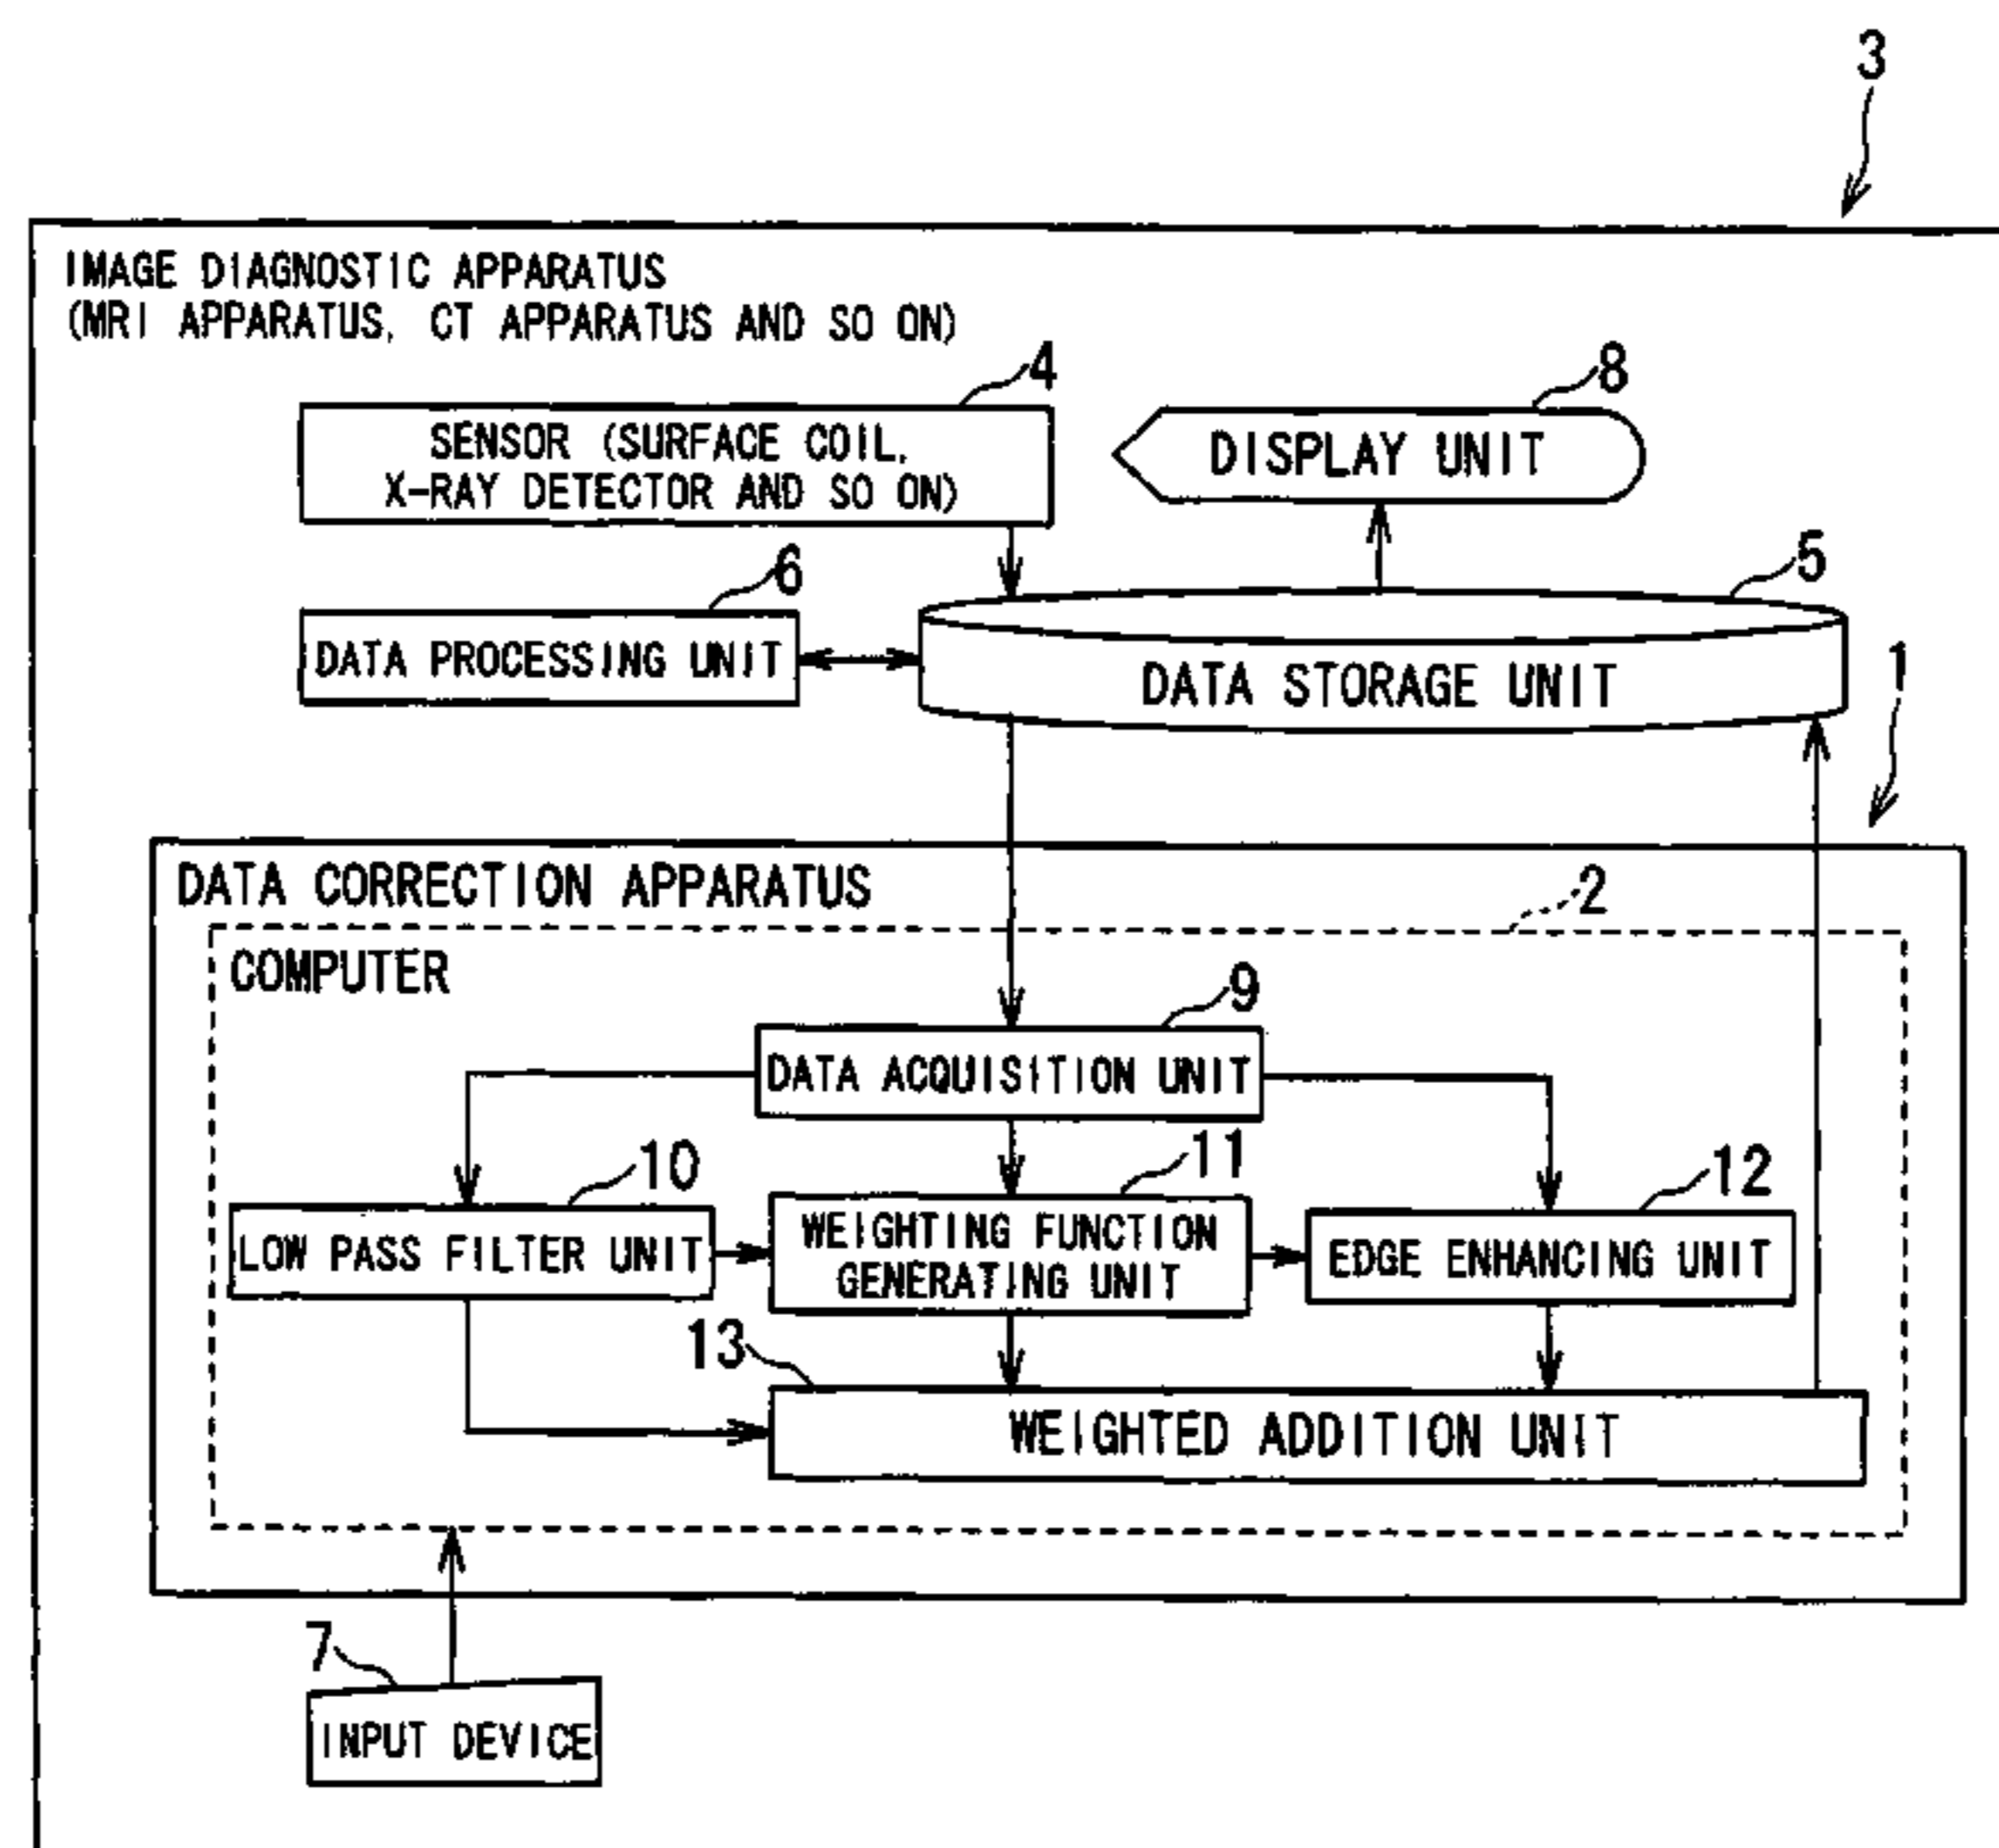 3
IMAGE DIAGNOSTIC APPARATUS
(MRI APPARATUS, CT APPARATUS AND SO ON)
4
SENSOR (SURFACE COIL,
X-RAY DETECTOR AND SO ON)
8
DISPLAY UNIT
6
DATA PROCESSING UNIT
5
DATA STORAGE UNIT
1
DATA CORRECTION APPARATUS
2
COMPUTER
9
DATA ACQUISITION UNIT
10
LOW PASS FILTER UNIT
11
WEIGHTING FUNCTION
GENERATING UNIT
12
EDGE ENHANCING UNIT
13
WEIGHTED ADDITION UNIT
7
INPUT DEVICE